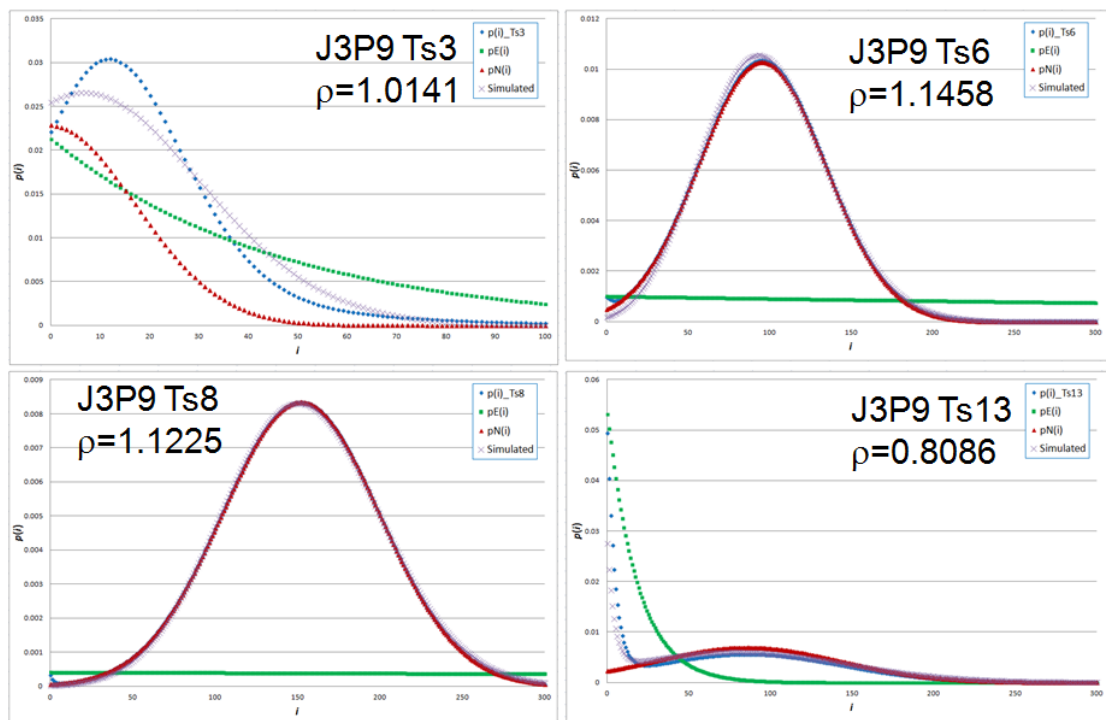 0.035
0.03
0.025
0.02
0.015
0.01
0.005
0
p(i)
0 10 20 30 40 50 60 70 80 90 100
i
J3P9 Ts3
ρ=1.0141
p(i)_Ts3
pE(i)
pN(i)
Simulated
0.012
0.01
0.008
0.006
0.004
0.002
0
p(i)
0 50 100 150 200 250 300
i
J3P9 Ts6
ρ=1.1458
p(i)_Ts6
pE(i)
pN(i)
Simulated
0.009
0.008
0.007
0.006
0.005
0.004
0.003
0.002
0.001
0
p(i)
0 50 100 150 200 250 300
i
J3P9 Ts8
ρ=1.1225
p(i)_Ts8
pE(i)
pN(i)
Simulated
0.06
0.05
0.04
0.03
0.02
0.01
0
p(i)
0 50 100 150 200 250 300
i
J3P9 Ts13
ρ=0.8086
p(i)_Ts13
pE(i)
pN(i)
Simulated